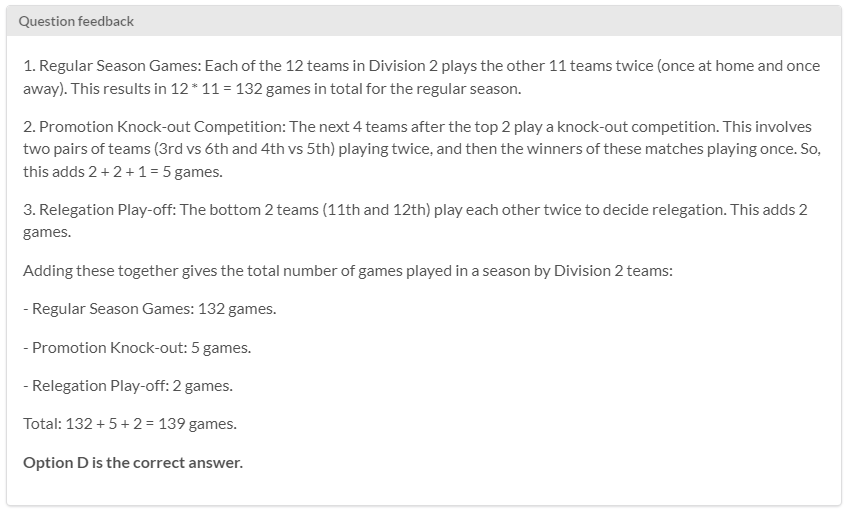 Question feedback
1. Regular Season Games: Each of the 12 teams in Division 2 plays the other 11 teams twice (once at home and once
away). This results in 12 * 11 = 132 games in total for the regular season.
2. Promotion Knock-out Competition: The next 4 teams after the top 2 play a knock-out competition. This involves
two pairs of teams (3rd vs 6th and 4th vs 5th) playing twice, and then the winners of these matches playing once. So,
this adds 2 + 2 + 1 = 5 games.
3. Relegation Play-off: The bottom 2 teams (11th and 12th) play each other twice to decide relegation. This adds 2
games.
Adding these together gives the total number of games played in a season by Division 2 teams:
- Regular Season Games: 132 games.
- Promotion Knock-out: 5 games.
- Relegation Play-off: 2 games.
Total: 132 + 5 + 2 = 139 games.
Option D is the correct answer.